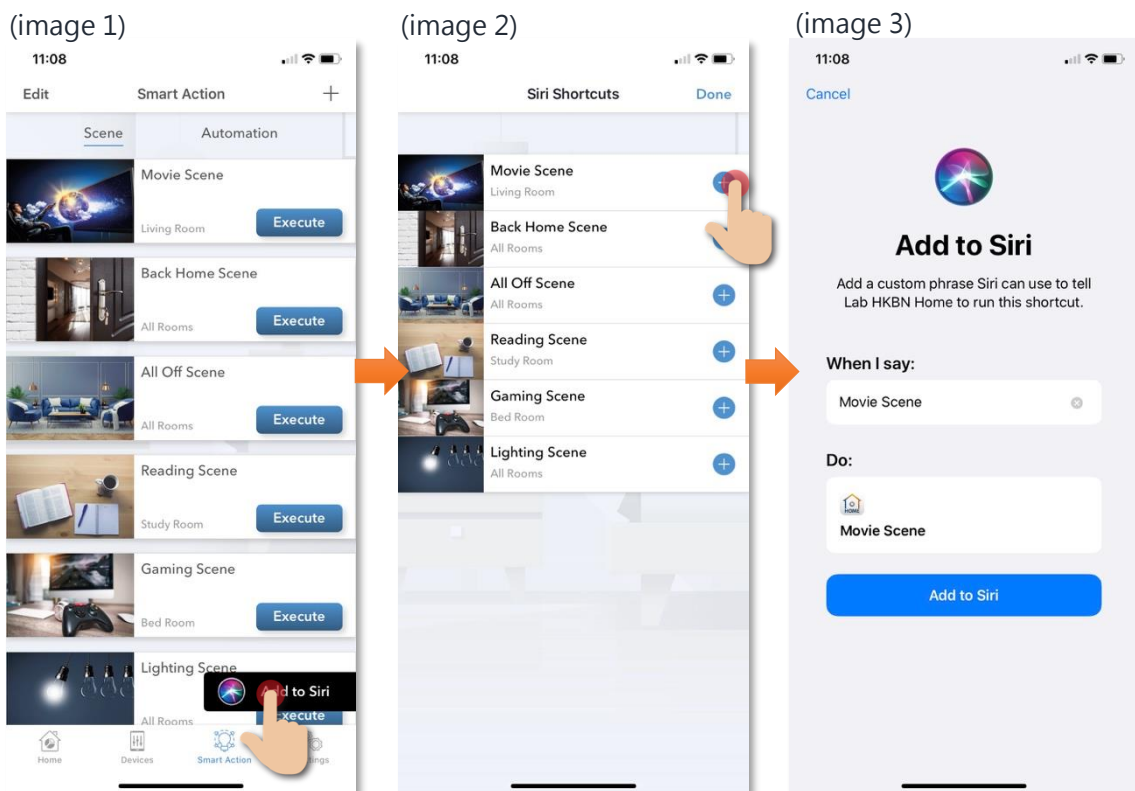 (image 1)
11:08
Edit
Smart Action
Scene
Automation
Movie Scene
Living Room
Execute
Back Home Scene
All Rooms
Execute
All Off Scene
All Rooms
Execute
Reading Scene
Study Room
Execute
Gaming Scene
Bed Room
Execute
Lighting Scene
to Siri
All Rooms
Home
Devices
Smart Action
(image 2)
11:08
Siri Shortcuts
Done
Movie Scene
Living Room
Back Home Scene
All Rooms
All Off Scene
All Rooms
Reading Scene
Study Room
Gaming Scene
Bed Room
Lighting Scene
All Rooms
(image 3)
11:08
Cancel
Add to Siri
Add a custom phrase Siri can use to tell
Lab HKBN Home to run this shortcut.
When I say:
Movie Scene
Do:
HOME
Movie Scene
Add to Siri